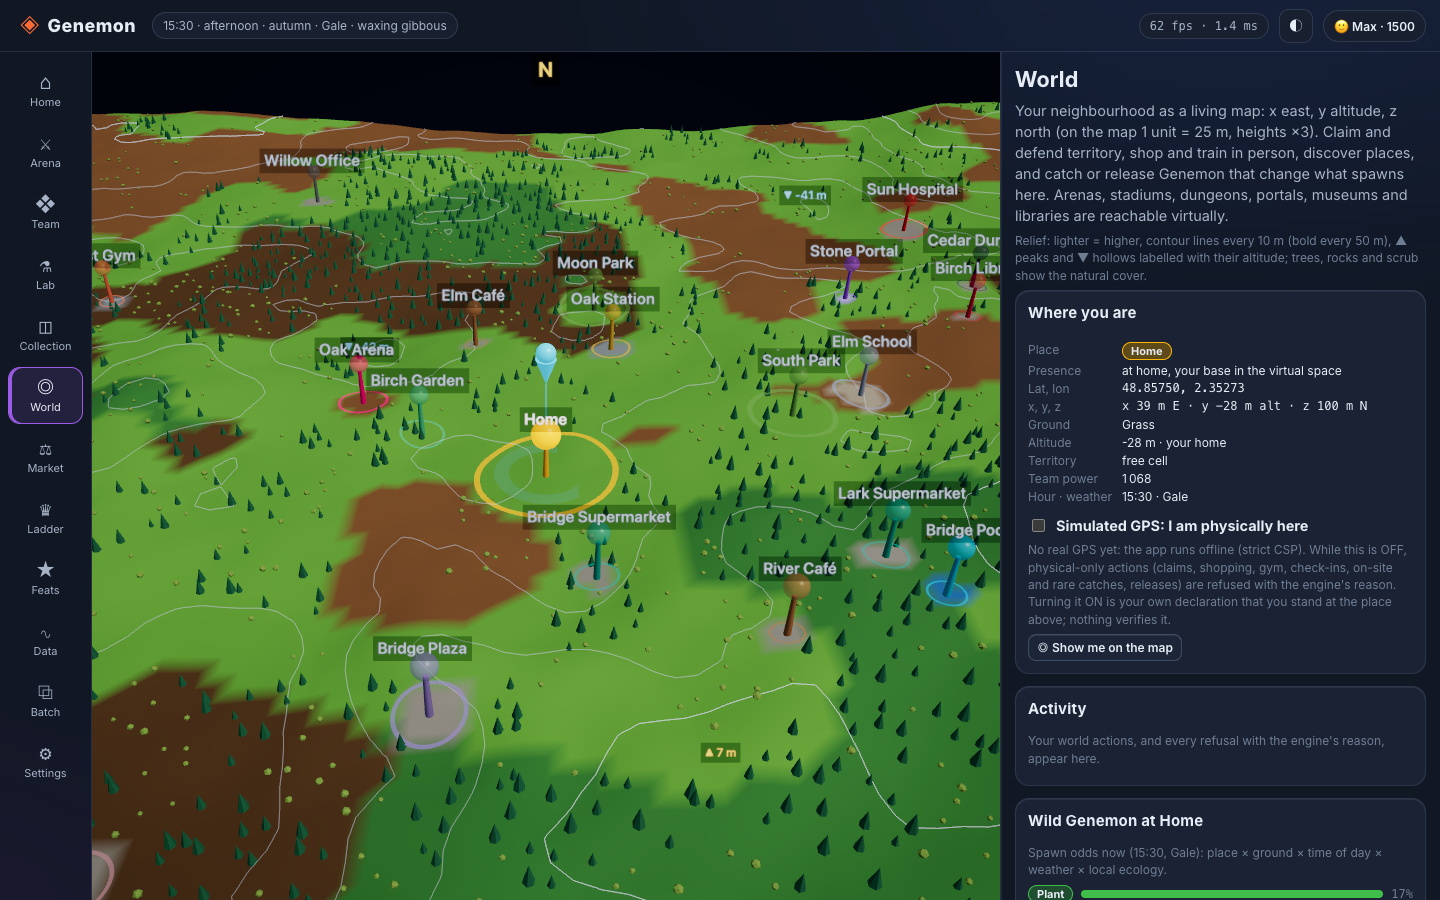 Genemon
15:30 · afternoon · autumn · Gale · waxing gibbous
62 fps · 1.4 ms
Max · 1500
Home
Arena
Team
Lab
Collection
World
Market
Ladder
Feats
Data
Batch
Settings
N
Willow Office
▼ -41 m
Sun Hospital
Stone Portal
Cedar Dun
t Gym
Moon Park
Birch Libr
Elm Café
Oak Station
Oak Arena
Elm School
South Park
Birch Garden
Home
Lark Supermarket
Bridge Supermarket
Bridge Poo
River Café
Bridge Plaza
▲ 7 m
World
Your neighbourhood as a living map: x east, y altitude, z
north (on the map 1 unit = 25 m, heights ×3). Claim and
defend territory, shop and train in person, discover places,
and catch or release Genemon that change what spawns
here. Arenas, stadiums, dungeons, portals, museums and
libraries are reachable virtually.
Relief: lighter = higher, contour lines every 10 m (bold every 50 m), ▲
peaks and ▼ hollows labelled with their altitude; trees, rocks and scrub
show the natural cover.
Where you are
Place Home
Presence at home, your base in the virtual space
Lat, lon 48.85750, 2.35273
x, y, z x 39 m E · y −28 m alt · z 100 m N
Ground Grass
Altitude -28 m · your home
Territory free cell
Team power 1 068
Hour · weather 15:30 · Gale
Simulated GPS: I am physically here
No real GPS yet: the app runs offline (strict CSP). While this is OFF,
physical-only actions (claims, shopping, gym, check-ins, on-site
and rare catches, releases) are refused with the engine's reason.
Turning it ON is your own declaration that you stand at the place
above; nothing verifies it.
◎ Show me on the map
Activity
Your world actions, and every refusal with the engine's reason,
appear here.
Wild Genemon at Home
Spawn odds now (15:30, Gale): place × ground × time of day ×
weather × local ecology.
Plant 17%